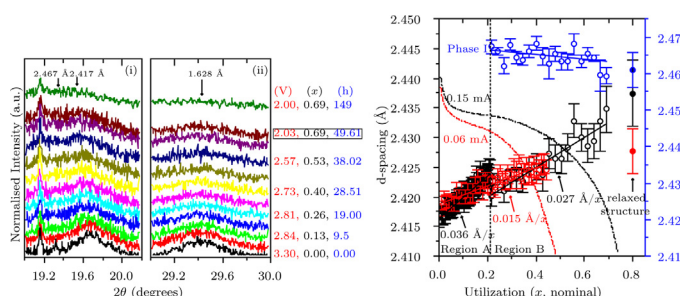 2.467 Å 2.417 Å (i)
1.628 Å (ii)
(V) (x) (h)
2.00, 0.69, 149
2.03, 0.69, 49.61
2.57, 0.53, 38.02
2.73, 0.40, 28.51
2.81, 0.26, 19.00
2.84, 0.13, 9.5
3.30, 0.00, 0.00
Normalised Intensity (a.u.)
19.2 19.6 20.0 29.0 29.4 30.0
2θ (degrees)
2.450
2.445
2.440
2.435
2.430
2.425
2.420
2.415
2.410
d-spacing (Å)
Phase I
0.15 mA
0.06 mA
0.027 Å/x
0.015 Å/x
0.036 Å/x
relaxed
structure
Region A
Region B
0.0 0.2 0.4 0.6 0.8
Utilization (x, nominal)
2.47
2.46
2.46
2.45
2.44
2.43
2.42
2.42
2.41